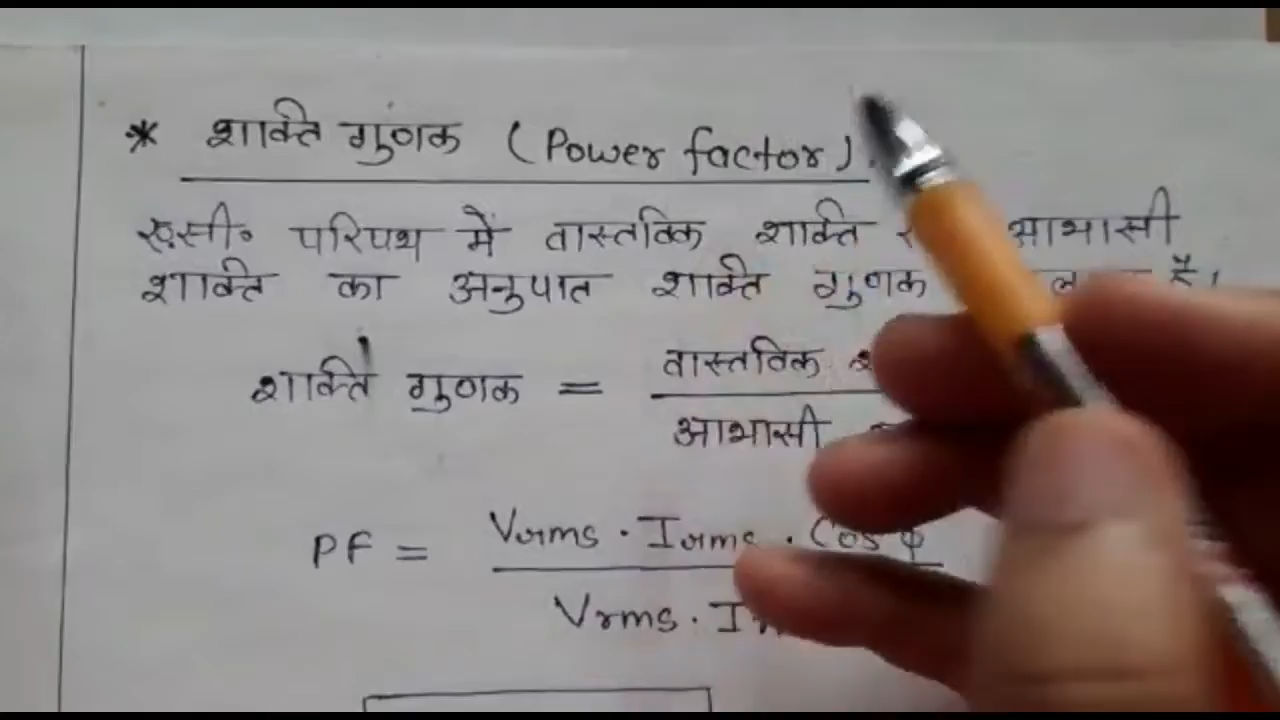 * शक्ति गुणक (Power factor)
ए.सी० परिपथ में वास्तविक शक्ति आभासी
शक्ति का अनुपात शक्ति गुणक है।
शक्ति गुणक = वास्तविक
आभासी
PF = Vrms . Irms . Cos φ
Vrms .